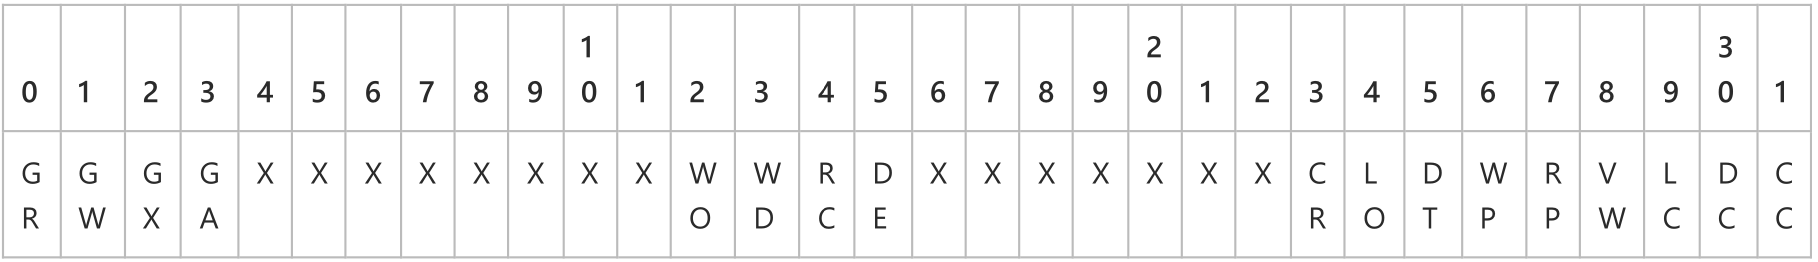 1 2 3
0 1 2 3 4 5 6 7 8 9 0 1 2 3 4 5 6 7 8 9 0 1 2 3 4 5 6 7 8 9 0 1
G G G G X X X X X X X X W W R D X X X X X X X C L D W R V L D C
R W X A O D C E R O T P P W C C C